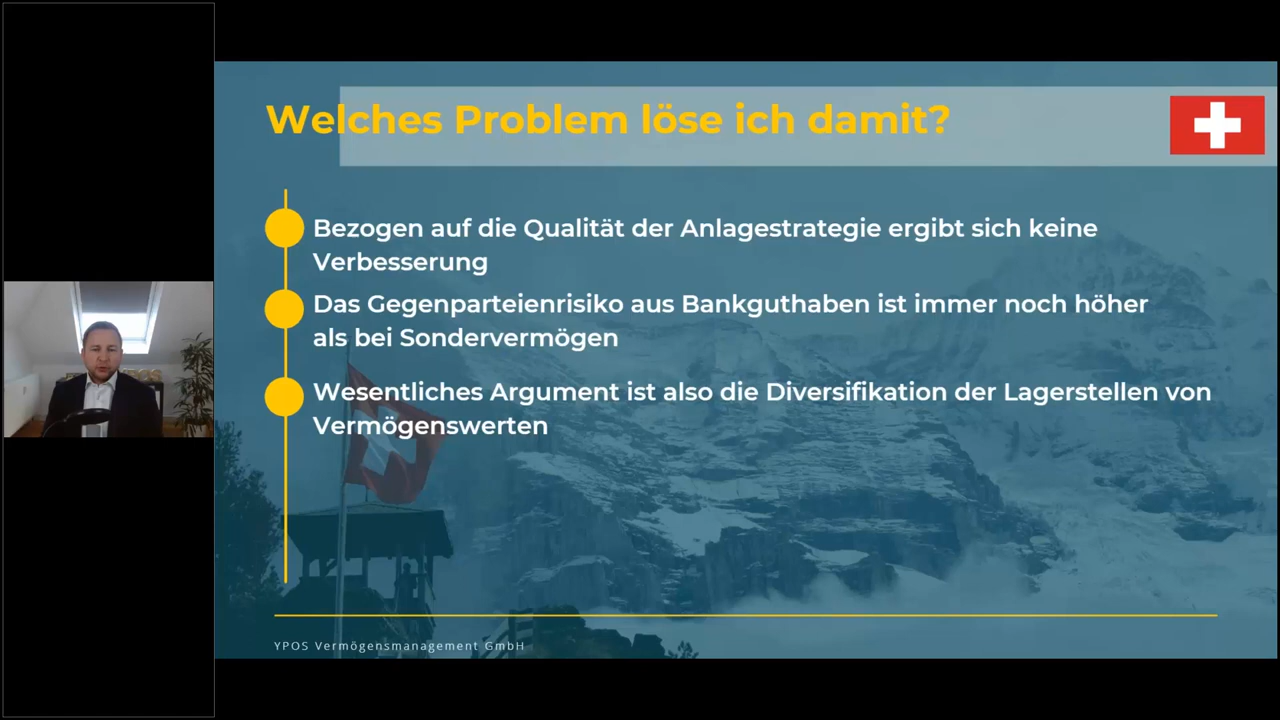 Welches Problem löse ich damit?
Bezogen auf die Qualität der Anlagestrategie ergibt sich keine
Verbesserung
Das Gegenparteienrisiko aus Bankguthaben ist immer noch höher
als bei Sondervermögen
Wesentliches Argument ist also die Diversifikation der Lagerstellen von
Vermögenswerten
YPOS Vermögensmanagement GmbH